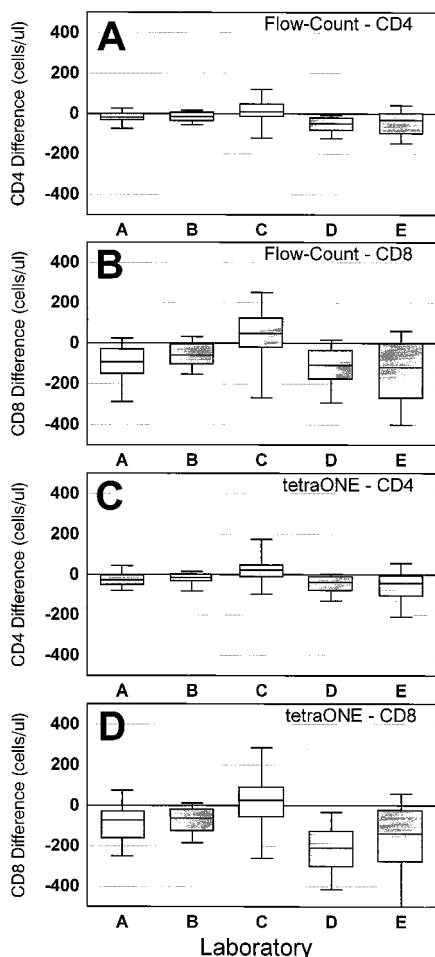 A
Flow-Count - CD4
CD4 Difference (cells/ul)
400
200
0
-200
-400
A B C D E
B
Flow-Count - CD8
CD8 Difference (cells/ul)
400
200
0
-200
-400
A B C D E
C
tetraONE - CD4
CD4 Difference (cells/ul)
400
200
0
-200
-400
A B C D E
D
tetraONE - CD8
CD8 Difference (cells/ul)
400
200
0
-200
-400
A B C D E
Laboratory